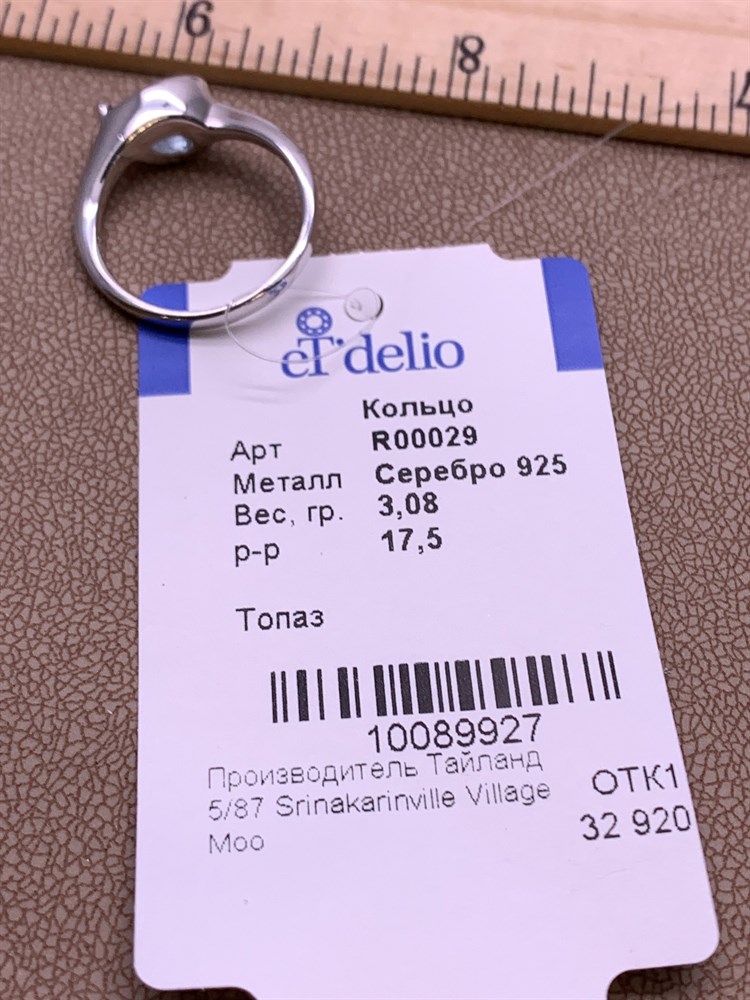 6
8
eT'delio
Кольцо
Арт R00029
Металл Серебро 925
Вес, гр. 3,08
р-р 17,5
Топаз
10089927
Производитель Тайланд
5/87 Srinakarinville Village
Moo
ОТК1
32 920